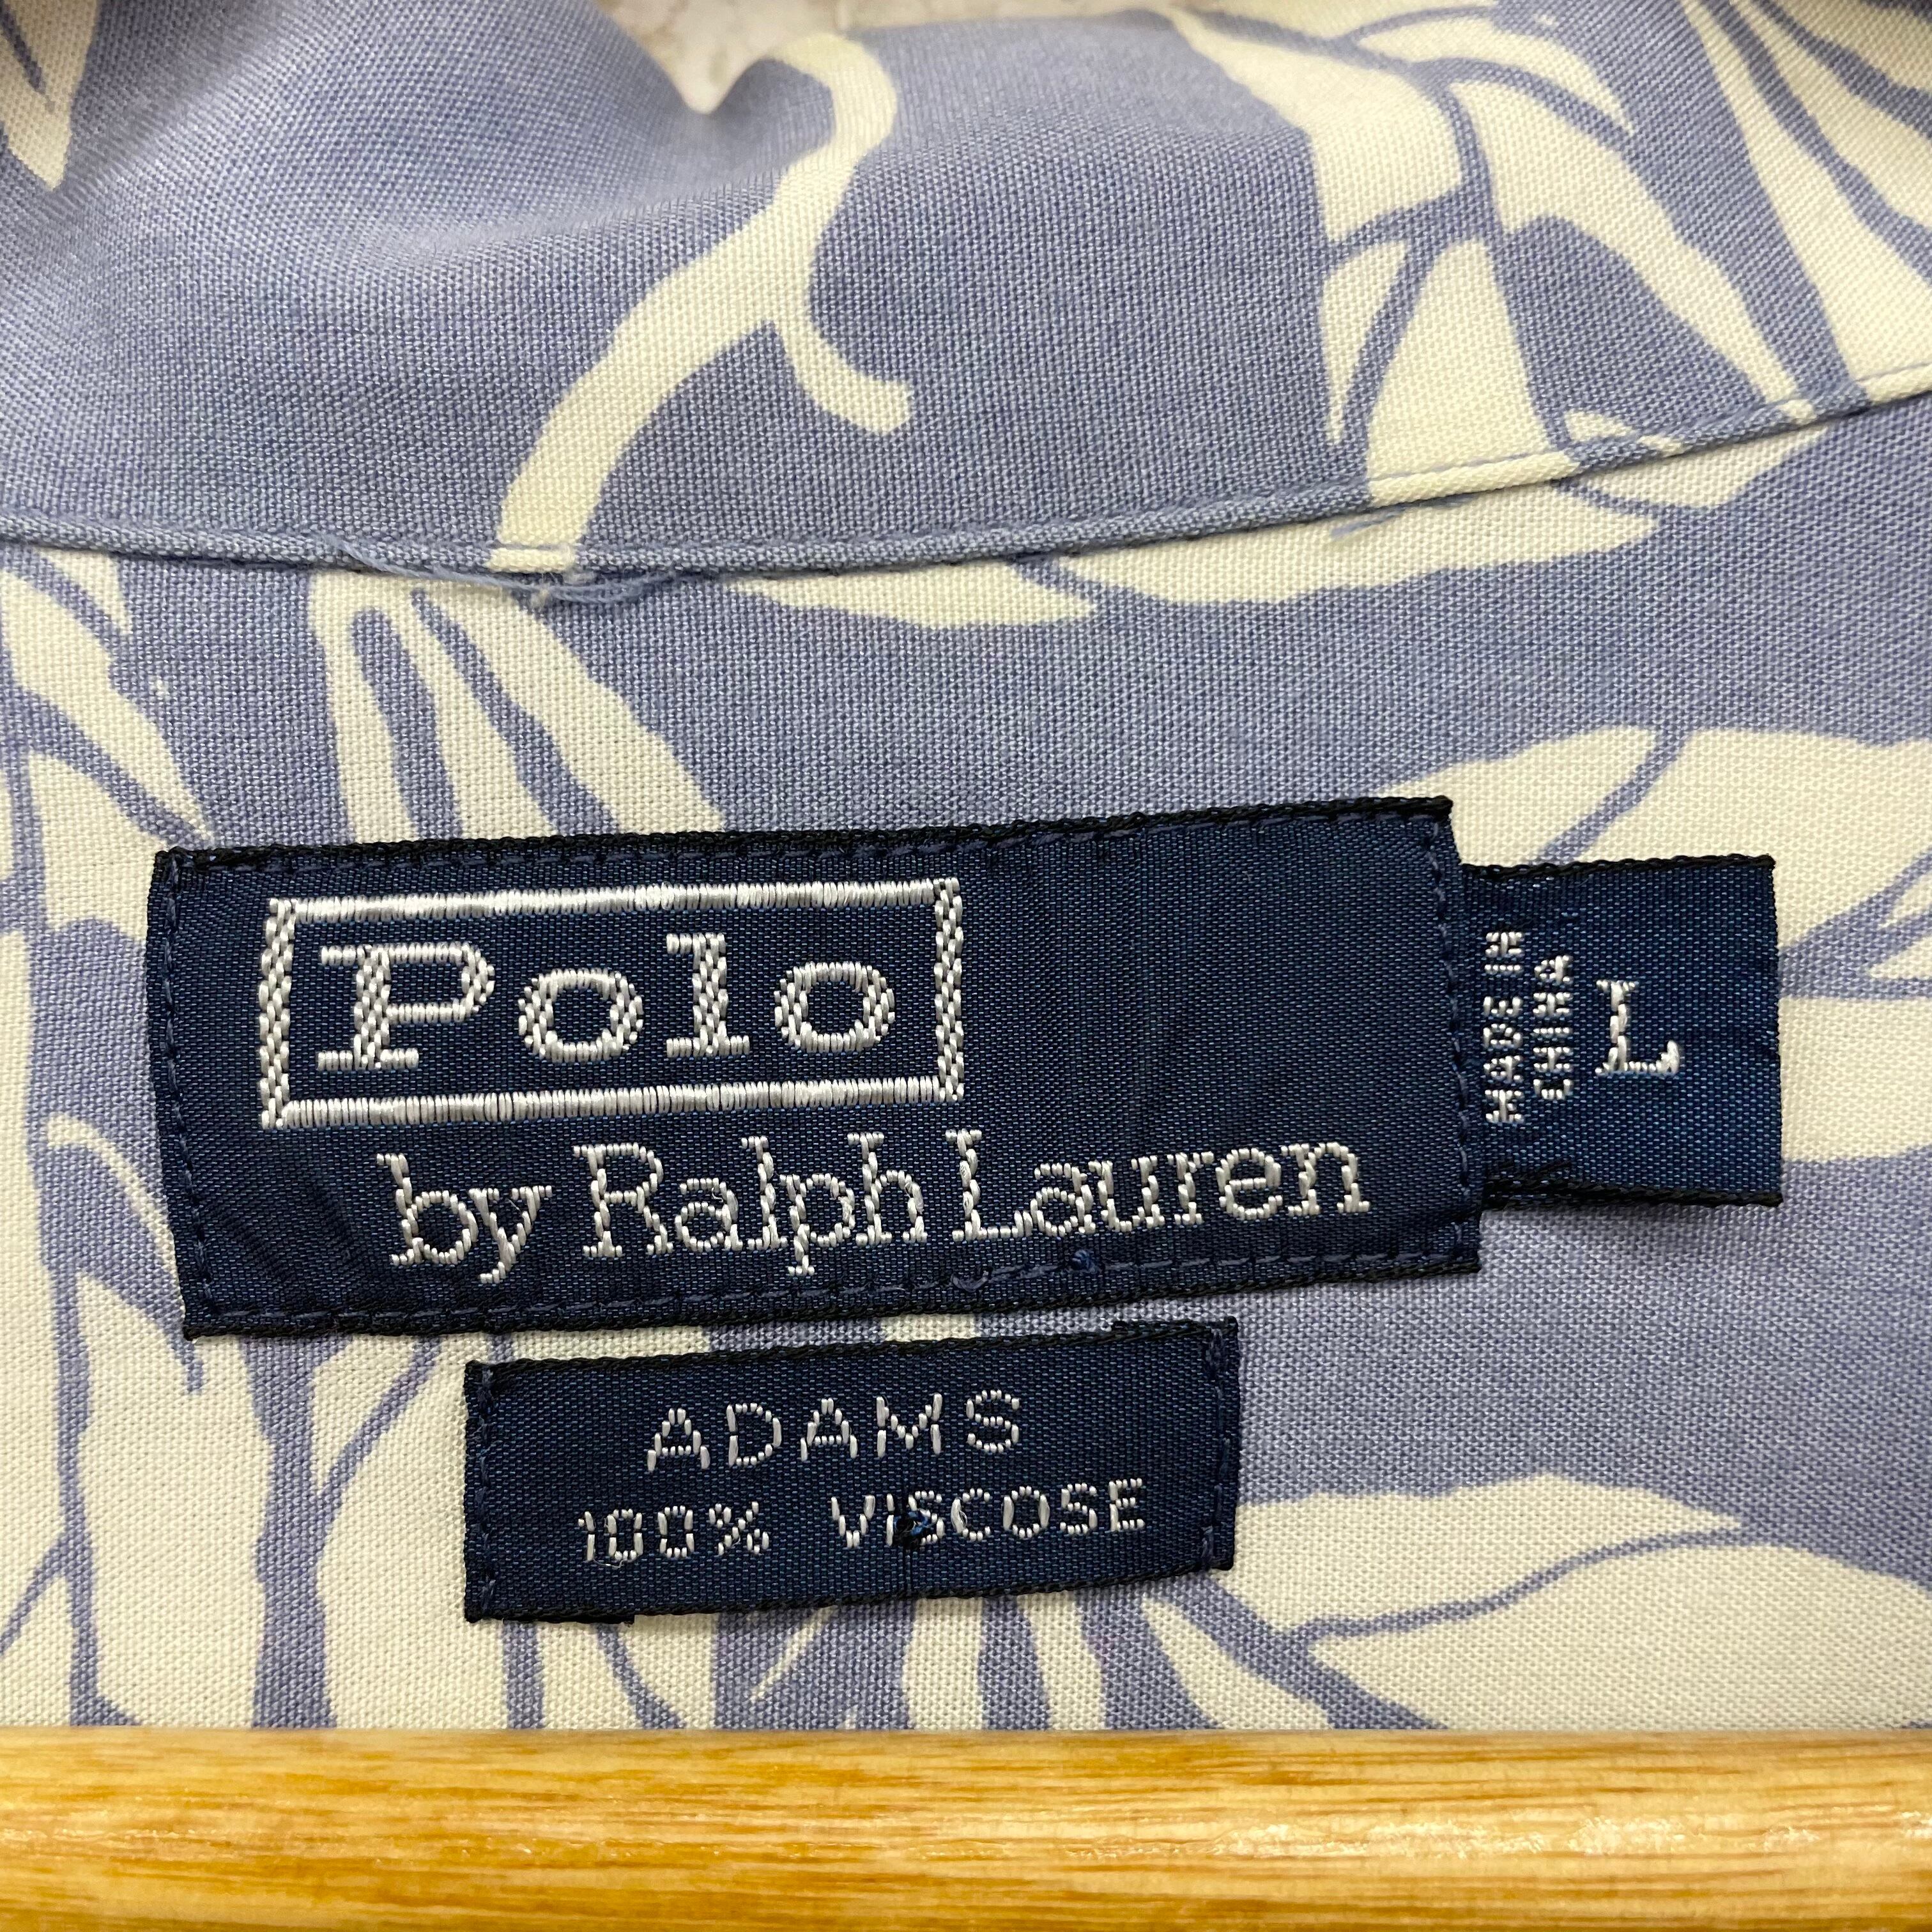 Polo
by Ralph Lauren
MADE IN
CHINA
L
ADAMS
100% VISCOSE